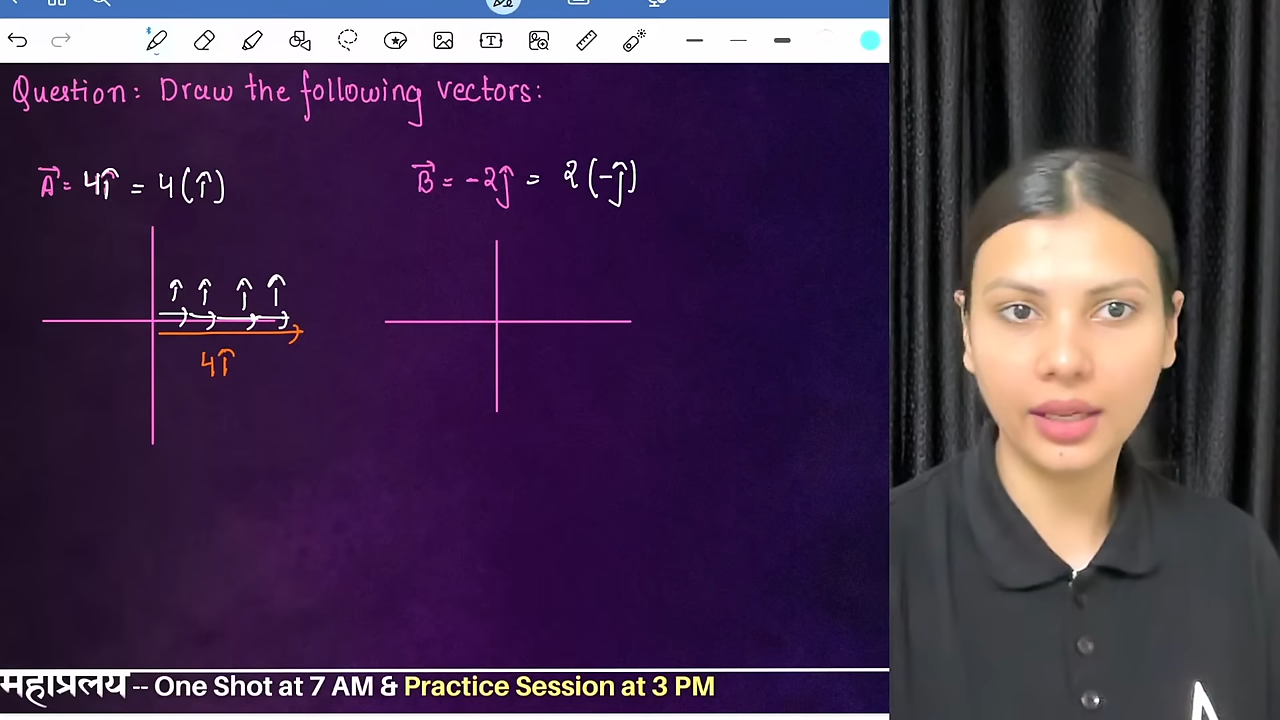 Question: Draw the following vectors:
A⃗ = 4î = 4(î)
B⃗ = -2ĵ = 2(-ĵ)
î î î î
4î
महाप्रलय -- One Shot at 7 AM & Practice Session at 3 PM